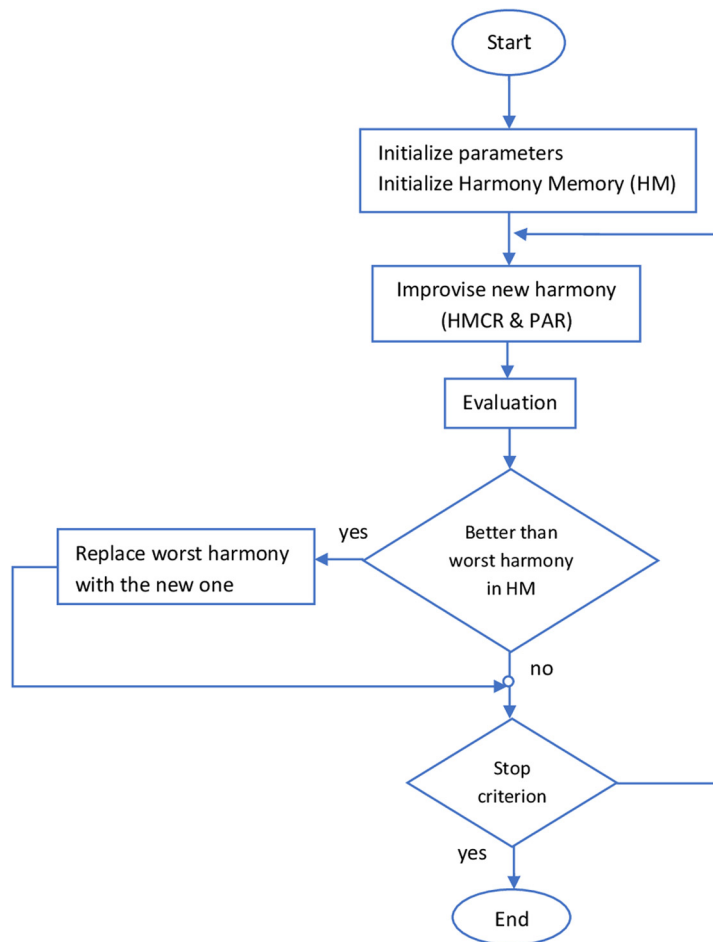 Start
Initialize parameters
Initialize Harmony Memory (HM)
Improvise new harmony
(HMCR & PAR)
Evaluation
yes
Better than
worst harmony
in HM
Replace worst harmony
with the new one
no
Stop
criterion
yes
End